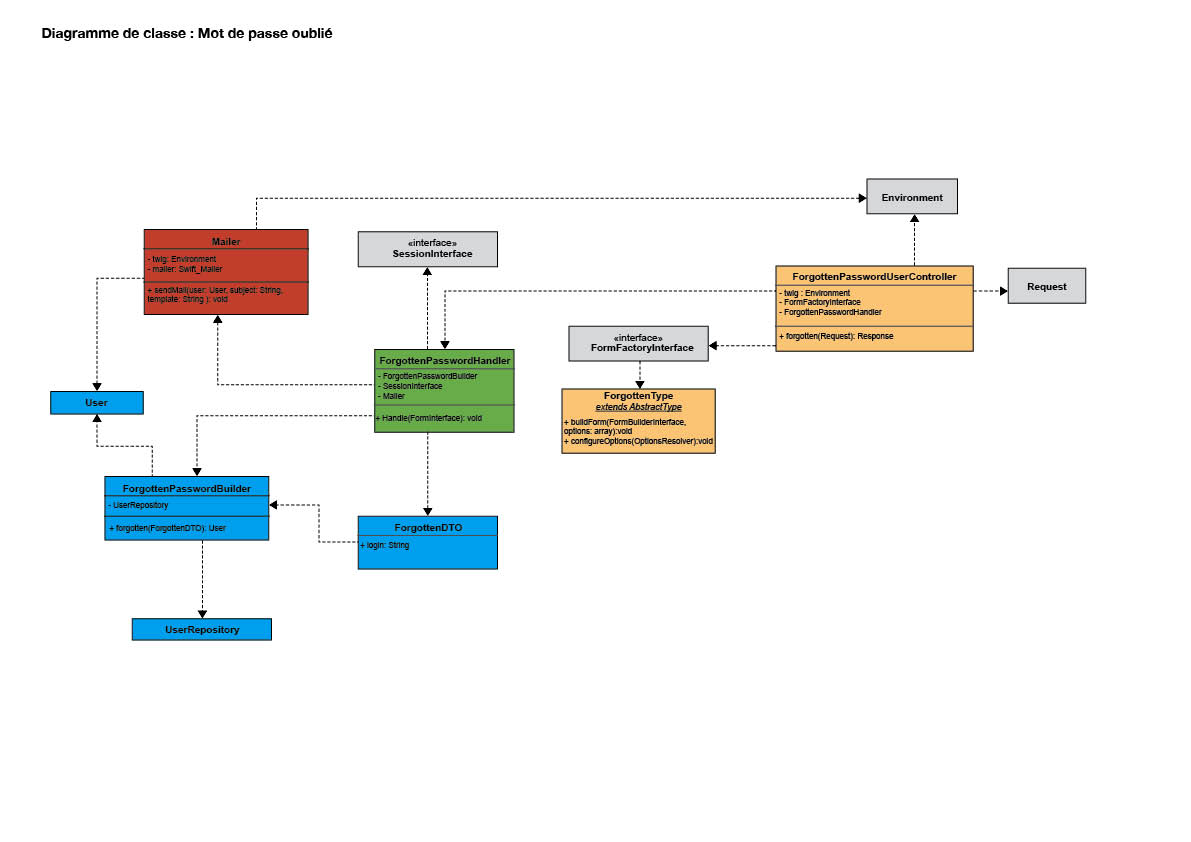 Diagramme de classe : Mot de passe oublié
Environment
Mailer
- twig: Environment
- mailer: Swift_Mailer
+ sendMail(user: User, subject: String,
template: String ): void
«interface»
SessionInterface
ForgottenPasswordUserController
- twig : Environment
- FormFactoryInterface
- ForgottenPasswordHandler
+ forgotten(Request): Response
Request
«interface»
FormFactoryInterface
ForgottenPasswordHandler
- ForgottenPasswordBuilder
- SessionInterface
- Mailer
+ Handle(FormInterface): void
User
ForgottenType
extends AbstractType
+ buildForm(FormBuilderInterface,
options: array):void
+ configureOptions(OptionsResolver):void
ForgottenPasswordBuilder
- UserRepository
+ forgotten(ForgottenDTO): User
ForgottenDTO
+ login: String
UserRepository